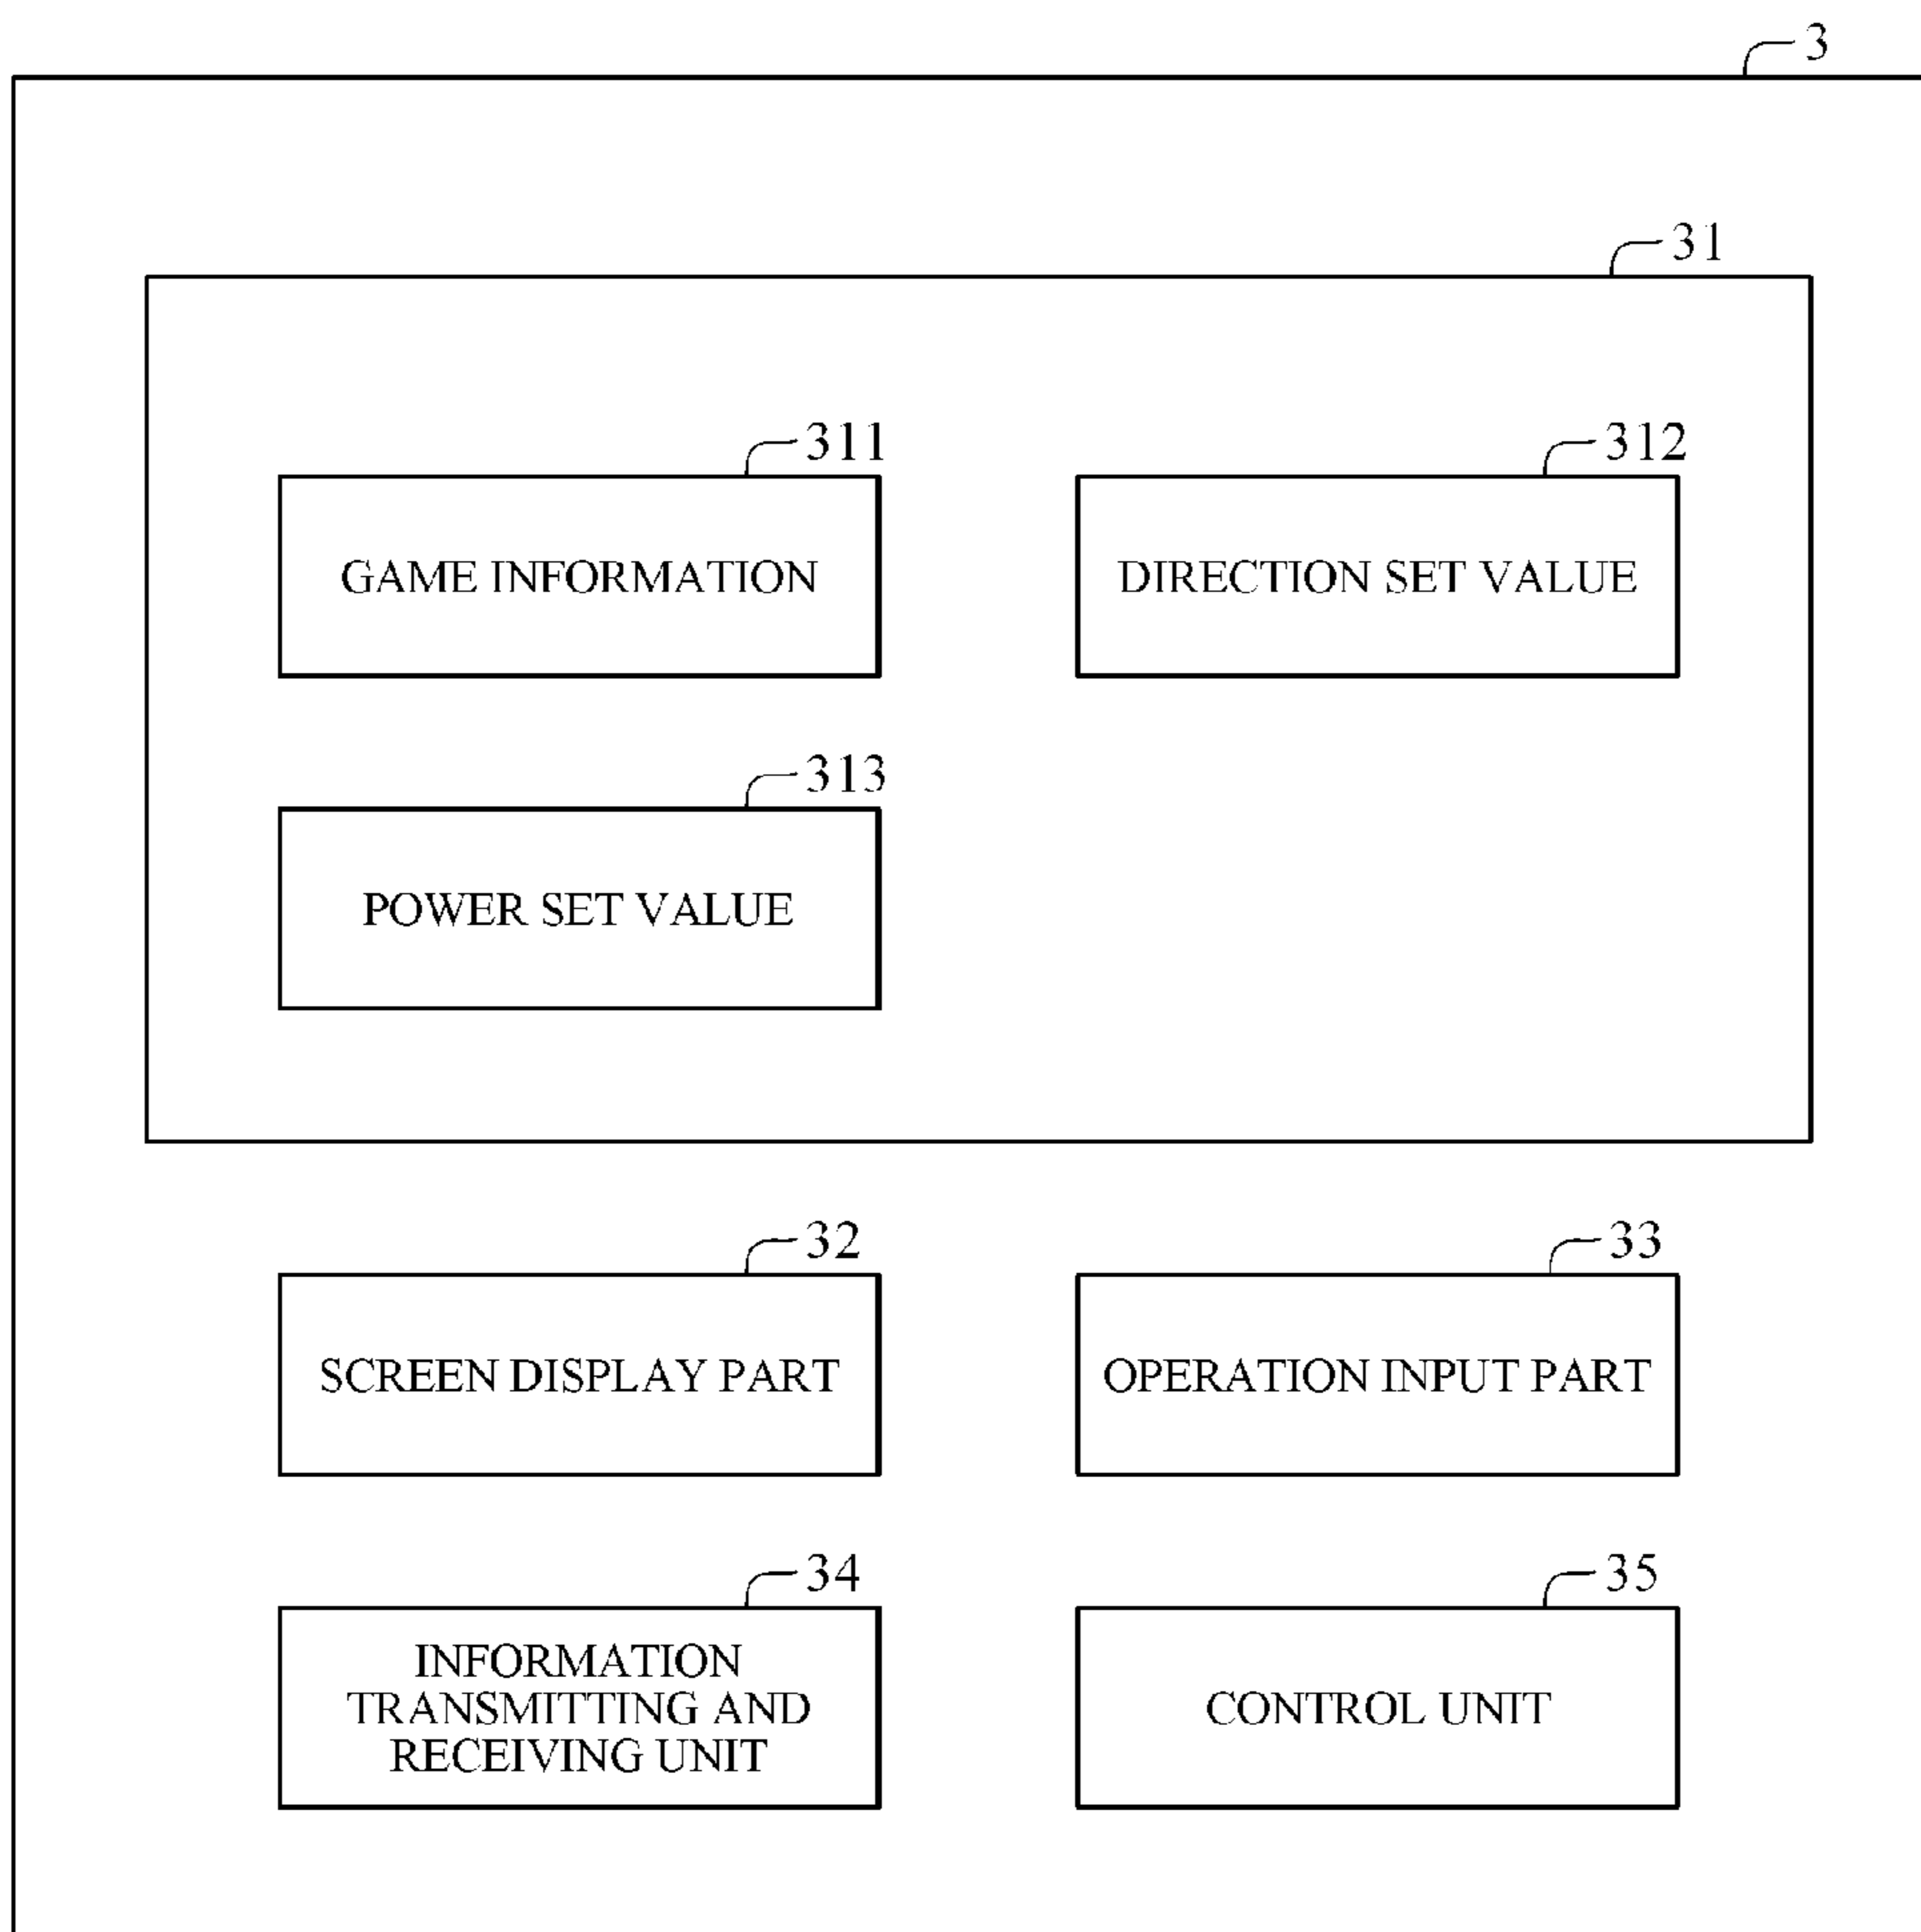 3
31
311
312
GAME INFORMATION
DIRECTION SET VALUE
313
POWER SET VALUE
32
33
SCREEN DISPLAY PART
OPERATION INPUT PART
34
35
INFORMATION
TRANSMITTING AND
RECEIVING UNIT
CONTROL UNIT